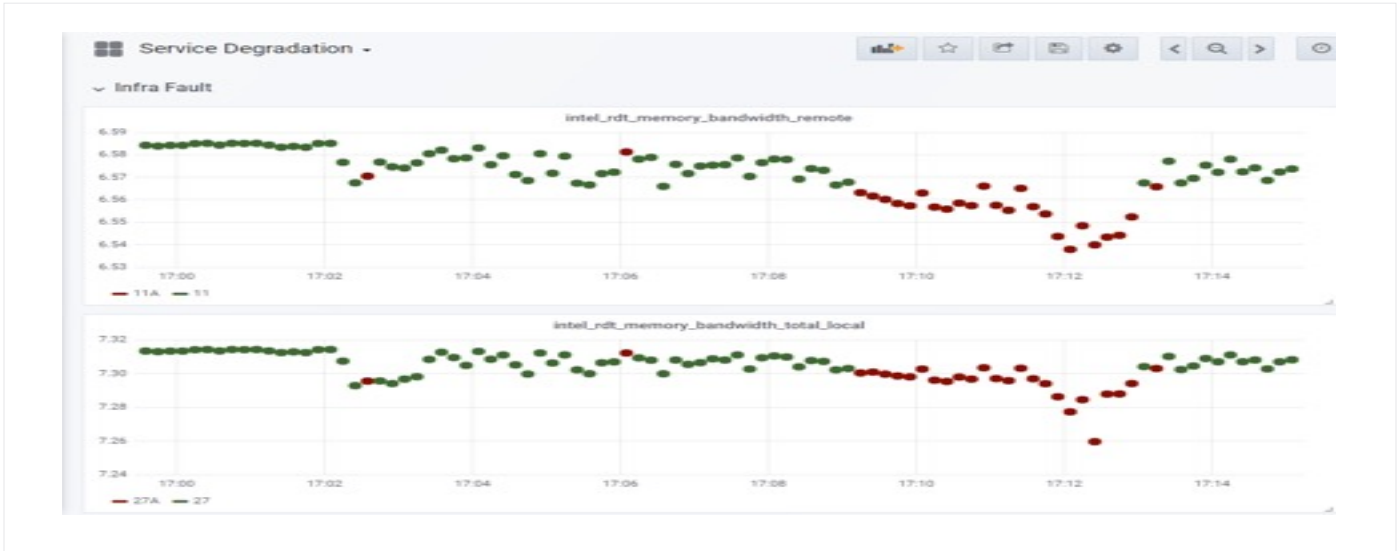 Service Degradation
Infra Fault
intel_rdt_memory_bandwidth_remote
6.59
6.58
6.57
6.56
6.55
6.54
6.53
17:00 17:02 17:04 17:06 17:08 17:10 17:12 17:14
11A 11
intel_rdt_memory_bandwidth_total_local
7.32
7.30
7.28
7.26
7.24
17:00 17:02 17:04 17:06 17:08 17:10 17:12 17:14
27A 27